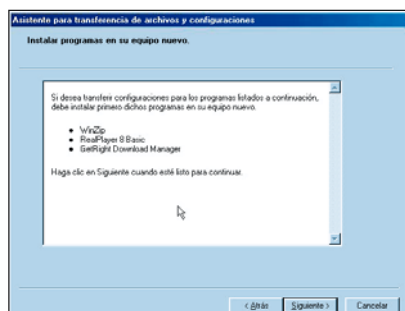 Asistente para transferencia de archivos y configuraciones
Instalar programas en su equipo nuevo.
Si desea transferir configuraciones para los programas listados a continuación,
debe instalar primero dichos programas en su equipo nuevo.
• WinZip
• RealPlayer 8 Basic
• GetRight Download Manager
Haga clic en Siguiente cuando esté listo para continuar.
< Atrás Siguiente > Cancelar